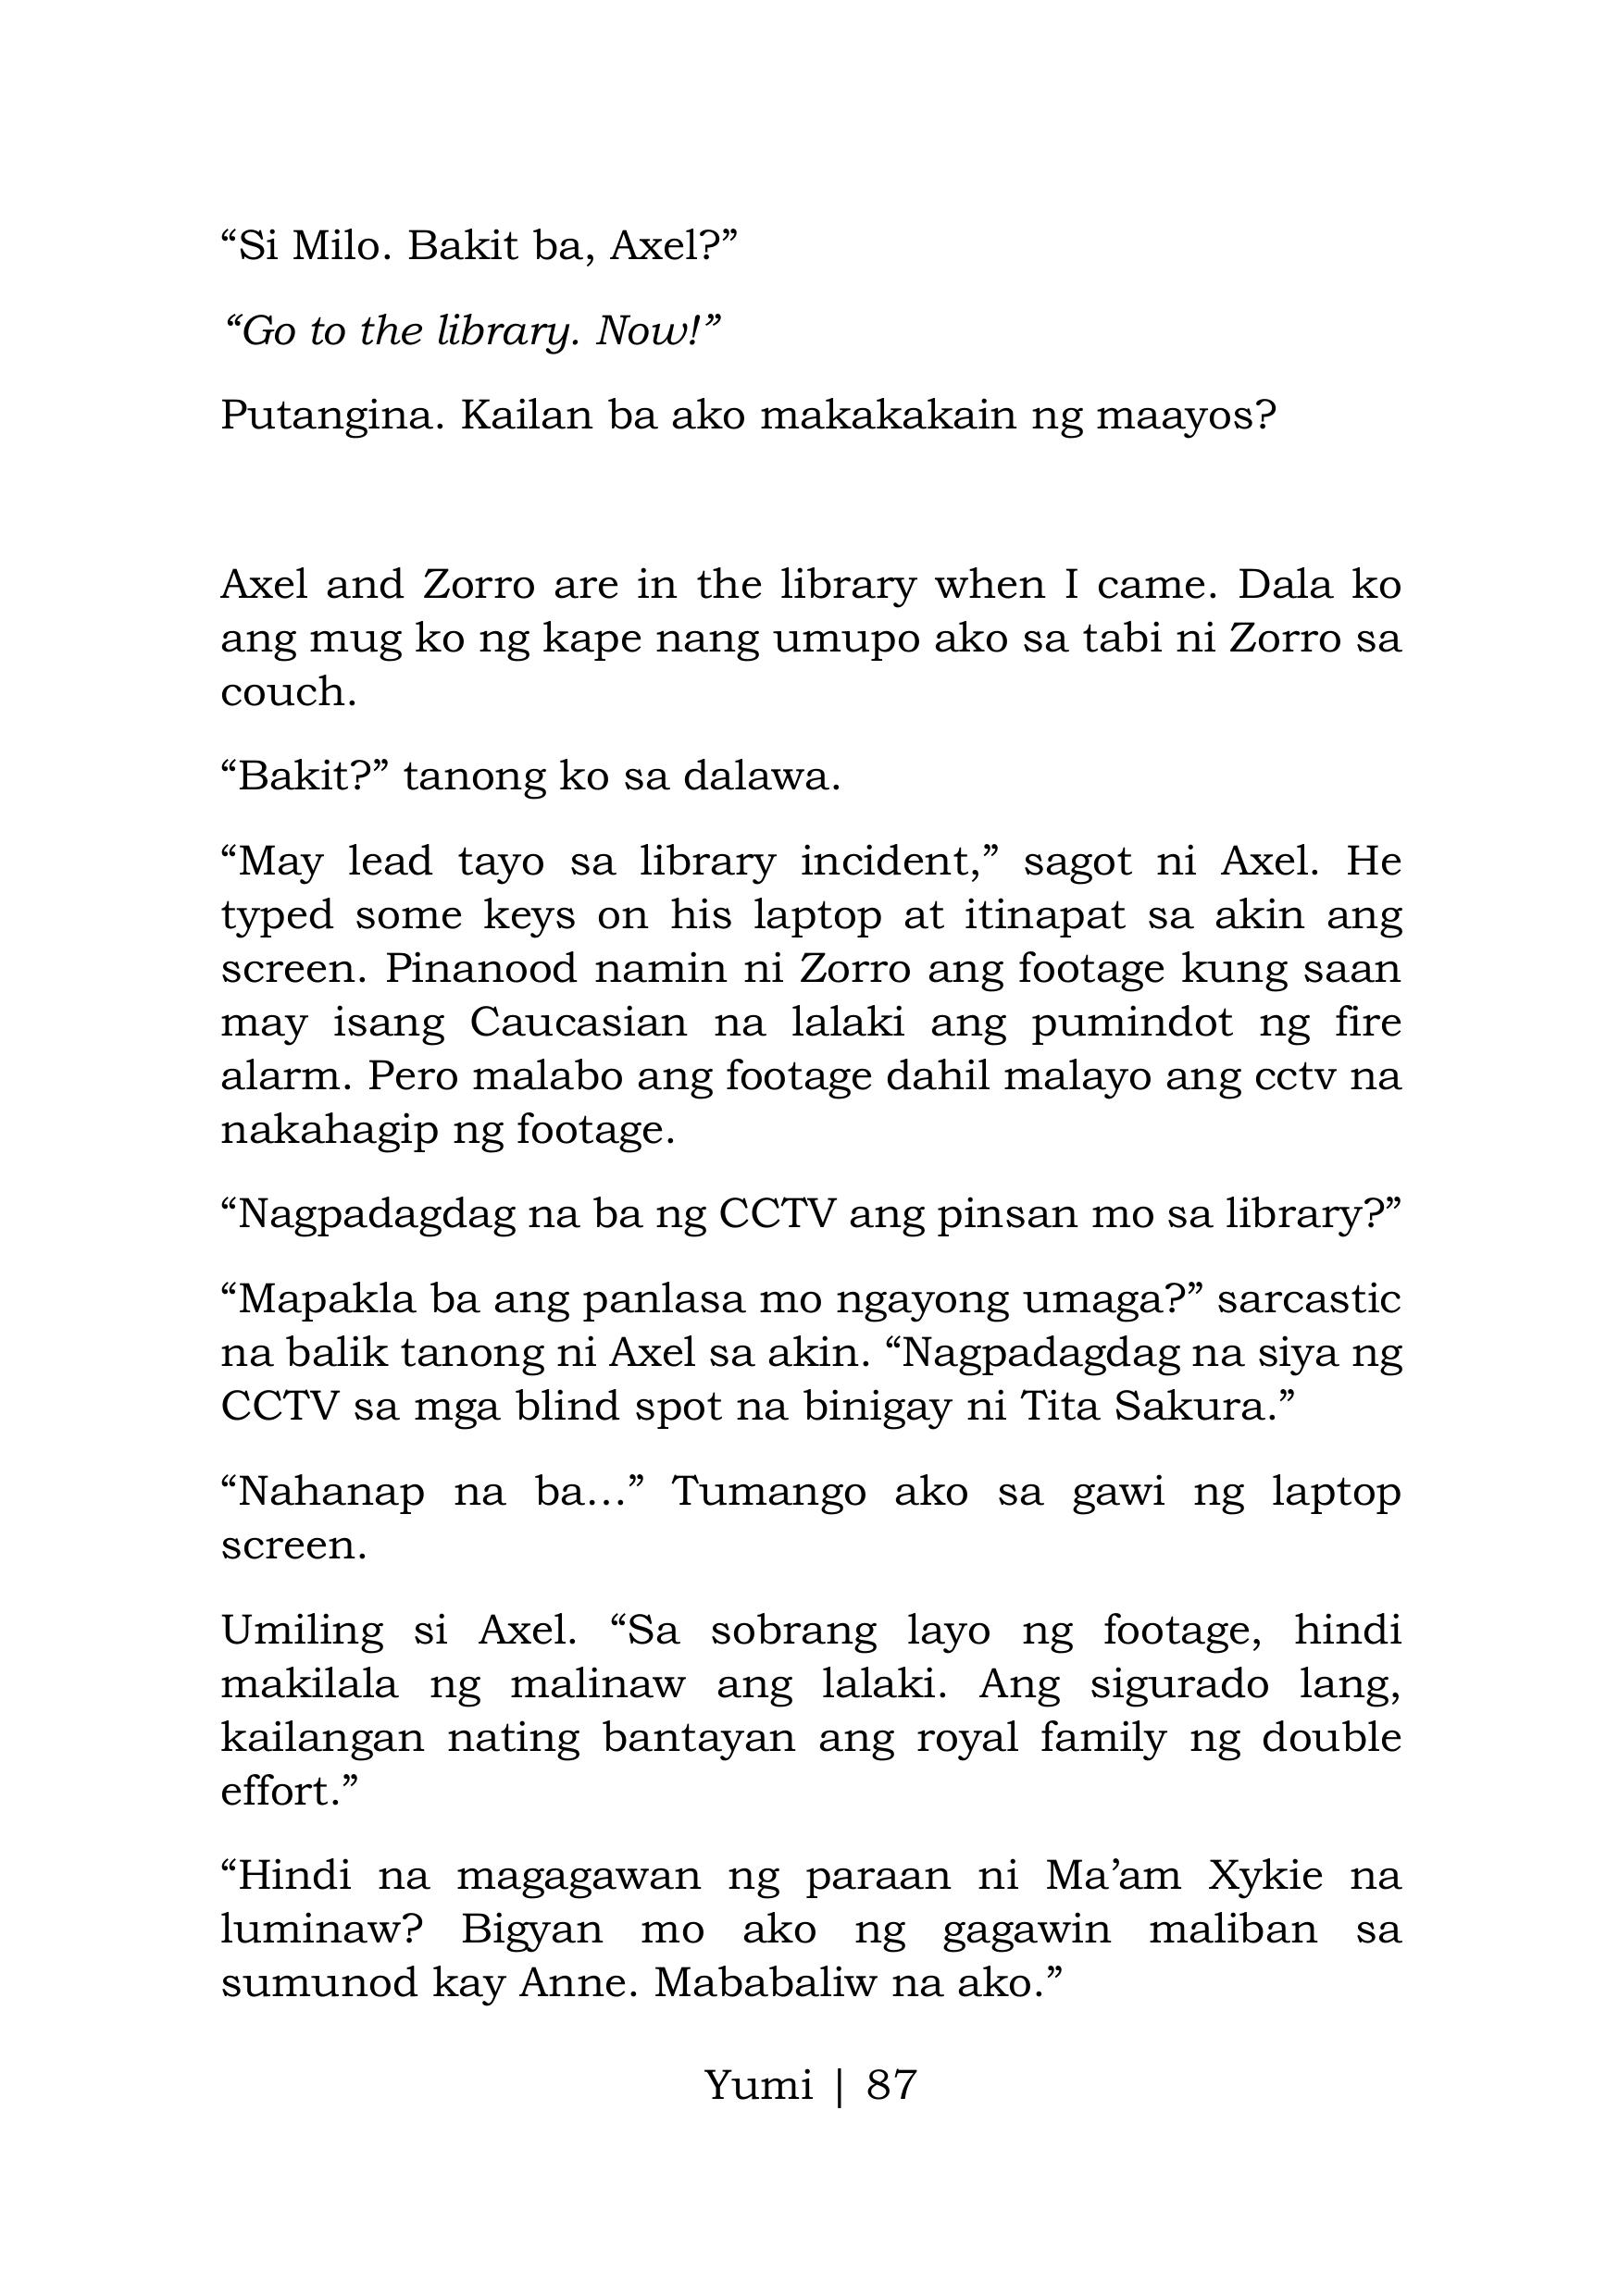 “Si Milo. Bakit ba, Axel?”
“Go to the library. Now!”
Putangina. Kailan ba ako makakakain ng maayos?
Axel and Zorro are in the library when I came. Dala ko
ang mug ko ng kape nang umupo ako sa tabi ni Zorro sa
couch.
“Bakit?” tanong ko sa dalawa.
“May lead tayo sa library incident,” sagot ni Axel. He
typed some keys on his laptop at itinapat sa akin ang
screen. Pinanood namin ni Zorro ang footage kung saan
may isang Caucasian na lalaki ang pumindot ng fire
alarm. Pero malabo ang footage dahil malayo ang cctv na
nakahagip ng footage.
“Nagpadagdag na ba ng CCTV ang pinsan mo sa library?”
“Mapakla ba ang panlasa mo ngayong umaga?” sarcastic
na balik tanong ni Axel sa akin. “Nagpadagdag na siya ng
CCTV sa mga blind spot na binigay ni Tita Sakura.”
“Nahanap na ba…” Tumango ako sa gawi ng laptop
screen.
Umiling si Axel. “Sa sobrang layo ng footage, hindi
makilala ng malinaw ang lalaki. Ang sigurado lang,
kailangan nating bantayan ang royal family ng double
effort.”
“Hindi na magagawan ng paraan ni Ma’am Xykie na
luminaw? Bigyan mo ako ng gagawin maliban sa
sumunod kay Anne. Mababaliw na ako.”
Yumi | 87